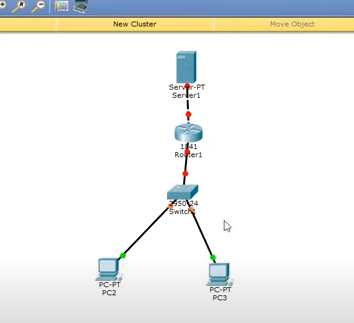 New Cluster
Move Object
Server-PT
Server1
1841
Router1
2950-24
Switch1
PC-PT
PC2
PC-PT
PC3